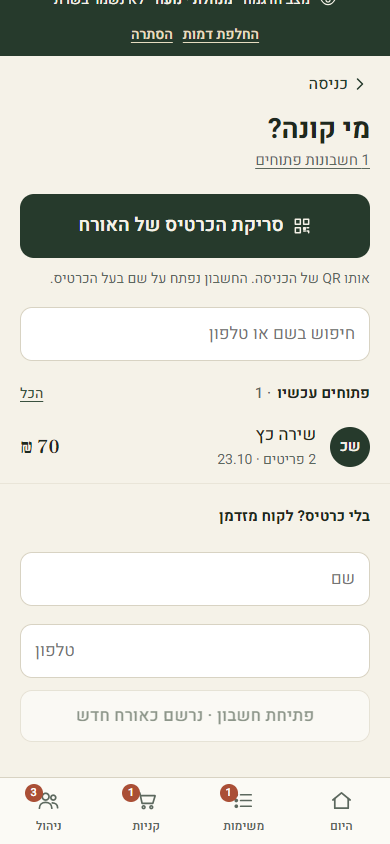 החלפת דמות הסתרה
כניסה
מי קונה?
1 חשבונות פתוחים
סריקת הכרטיס של האורח
אותו QR של הכניסה. החשבון נפתח על שם בעל הכרטיס.
חיפוש בשם או טלפון
פתוחים עכשיו · 1
הכל
שכ
שירה כץ
2 פריטים · 23.10
70 ₪
בלי כרטיס? לקוח מזדמן
שם
טלפון
פתיחת חשבון · נרשם כאורח חדש
היום
1
משימות
1
קניות
3
ניהול